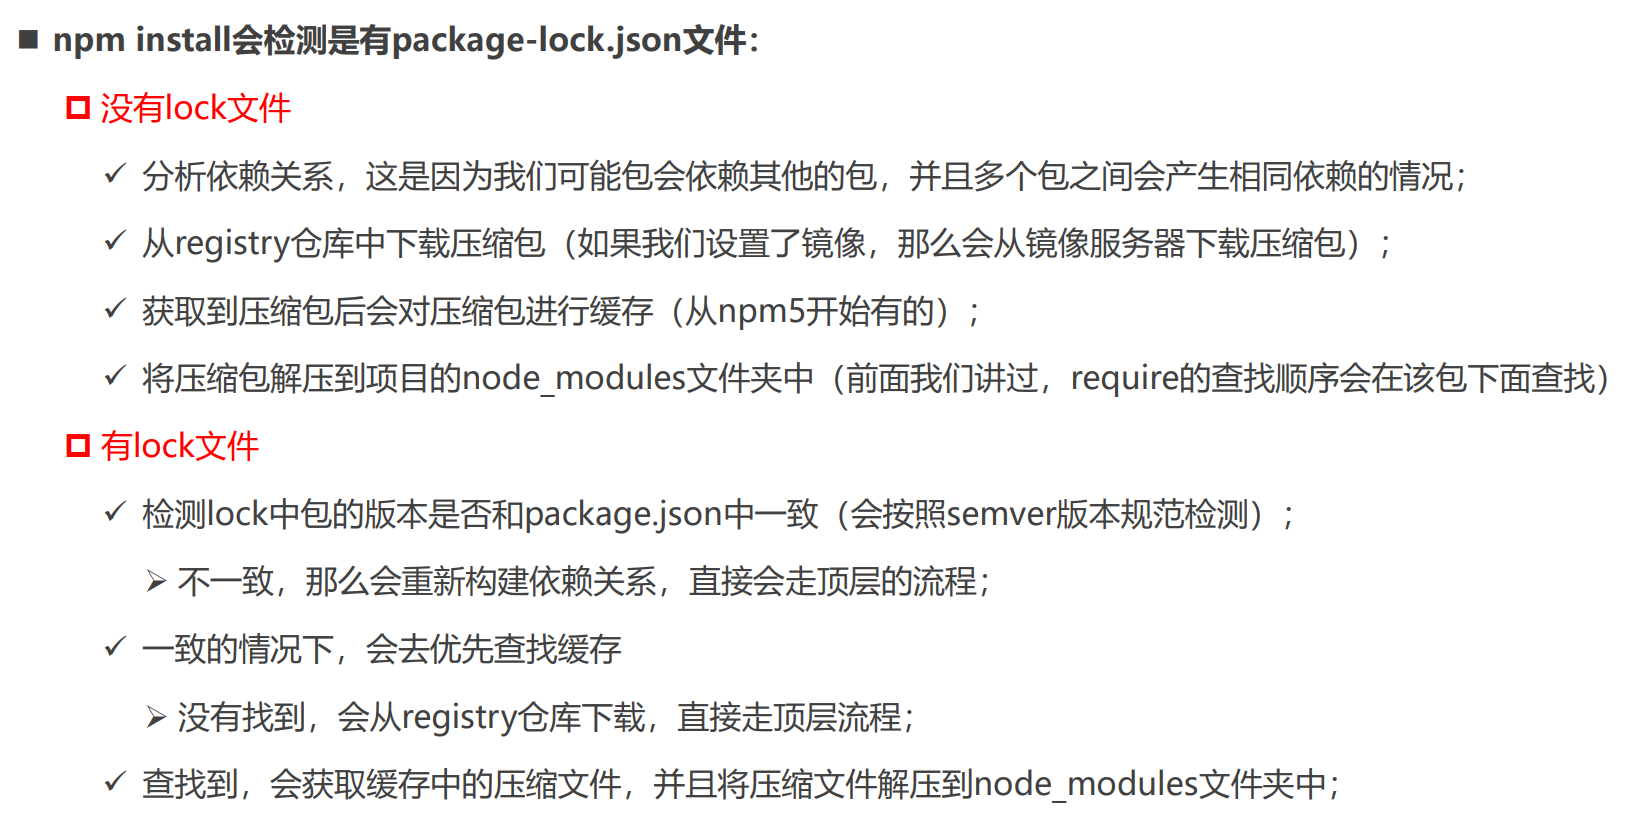 npm install会检测是有package-lock.json文件：
没有lock文件
分析依赖关系，这是因为我们可能包会依赖其他的包，并且多个包之间会产生相同依赖的情况；
从registry仓库中下载压缩包（如果我们设置了镜像，那么会从镜像服务器下载压缩包）；
获取到压缩包后会对压缩包进行缓存（从npm5开始有的）；
将压缩包解压到项目的node_modules文件夹中（前面我们讲过，require的查找顺序会在该包下面查找）
有lock文件
检测lock中包的版本是否和package.json中一致（会按照semver版本规范检测）；
不一致，那么会重新构建依赖关系，直接会走顶层的流程；
一致的情况下，会去优先查找缓存
没有找到，会从registry仓库下载，直接走顶层流程；
查找到，会获取缓存中的压缩文件，并且将压缩文件解压到node_modules文件夹中；